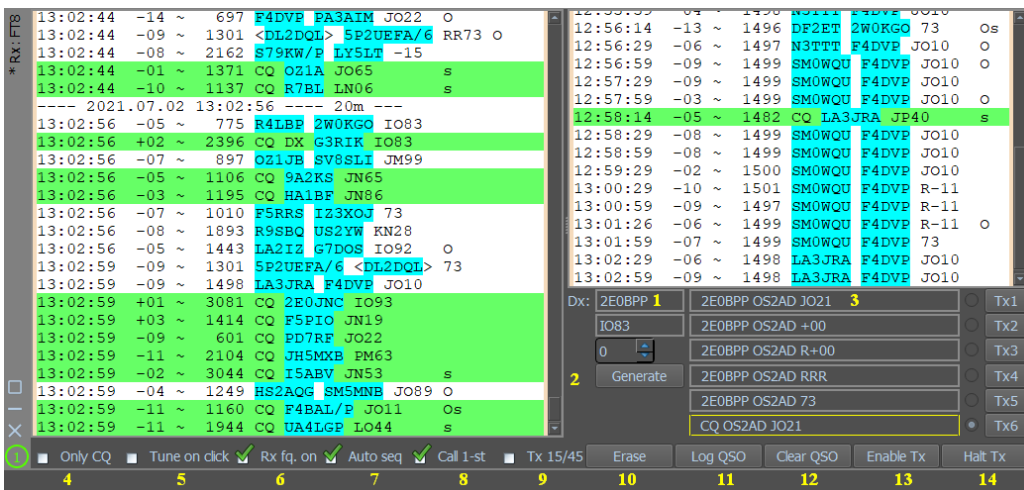 * Rx: FT8
13:02:44 -14 ~ 697 F4DVP PA3AIM JO22 O
13:02:44 -09 ~ 1301 <DL2DQL> 5P2UEFA/6 RR73 O
13:02:44 -08 ~ 2162 S79KW/P LY5LT -15
13:02:44 -01 ~ 1371 CQ OZ1A JO65 s
13:02:44 -10 ~ 1137 CQ R7BL LN06 s
---- 2021.07.02 13:02:56 ---- 20m ---
13:02:56 -05 ~ 775 R4LBP 2W0KGO IO83
13:02:56 +02 ~ 2396 CQ DX G3RIK IO83
13:02:56 -07 ~ 897 OZ1JB SV8SLI JM99
13:02:56 -05 ~ 1106 CQ 9A2KS JN65
13:02:56 -03 ~ 1195 CQ HA1BF JN86
13:02:56 -07 ~ 1010 F5RRS IZ3XOJ 73
13:02:56 -08 ~ 1893 R9SBQ US2YW KN28
13:02:56 -05 ~ 1443 LA2IZ G7DOS IO92 O
13:02:59 -09 ~ 1301 5P2UEFA/6 <DL2DQL> 73
13:02:59 -09 ~ 1498 LA3JRA F4DVP JO10
13:02:59 +01 ~ 3081 CQ 2E0JNC IO93
13:02:59 +03 ~ 1414 CQ F5PIO JN19
13:02:59 -09 ~ 601 CQ PD7RF JO22
13:02:59 -11 ~ 2104 CQ JH5MXB PM63
13:02:59 -02 ~ 3044 CQ I5ABV JN53 s
13:02:59 -04 ~ 1249 HS2AQG SM5MNB JO89 O
13:02:59 -11 ~ 1160 CQ F4BAL/P JO11 Os
13:02:59 -11 ~ 1944 CQ UA4LGP LO44 s
12:55:59 -04 ~ 1498 N3TTT F4DVP JO10
12:56:14 -13 ~ 1496 DF2ET 2W0KGO 73 Os
12:56:29 -06 ~ 1497 N3TTT F4DVP JO10 O
12:56:59 -09 ~ 1499 SM0WQU F4DVP JO10 O
12:57:29 -09 ~ 1499 SM0WQU F4DVP JO10
12:57:59 -03 ~ 1499 SM0WQU F4DVP JO10 O
12:58:14 -05 ~ 1482 CQ LA3JRA JP40 s
12:58:29 -09 ~ 1499 SM0WQU F4DVP JO10
12:58:59 -08 ~ 1499 SM0WQU F4DVP JO10
12:59:29 -02 ~ 1500 SM0WQU F4DVP JO10
13:00:29 -10 ~ 1501 SM0WQU F4DVP R-11
13:00:59 -09 ~ 1497 SM0WQU F4DVP R-11
13:01:26 -06 ~ 1499 SM0WQU F4DVP R-11 O
13:01:59 -07 ~ 1499 SM0WQU F4DVP 73
13:02:29 -06 ~ 1498 LA3JRA F4DVP JO10
13:02:59 -09 ~ 1498 LA3JRA F4DVP JO10
Dx: 2E0BPP 1 2E0BPP OS2AD JO21 3 Tx1
IO83 2E0BPP OS2AD +00 Tx2
0 2E0BPP OS2AD R+00 Tx3
2 Generate 2E0BPP OS2AD RRR Tx4
2E0BPP OS2AD 73 Tx5
CQ OS2AD JO21 Tx6
1 Only CQ Tune on click Rx fq. on Auto seq Call 1-st Tx 15/45 Erase Log QSO Clear QSO Enable Tx Halt Tx
4 5 6 7 8 9 10 11 12 13 14